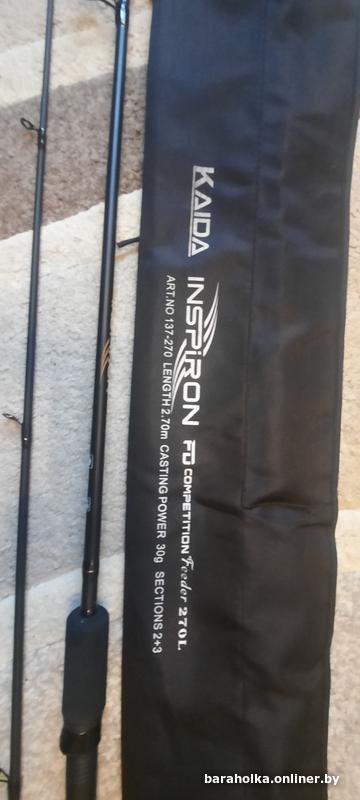 KAIDA
INSPIRON FD COMPETITION Feeder 270L
ART.NO 137-270 LENGTH 2.70m CASTING POWER 30g SECTIONS 2+3
baraholka.onliner.by